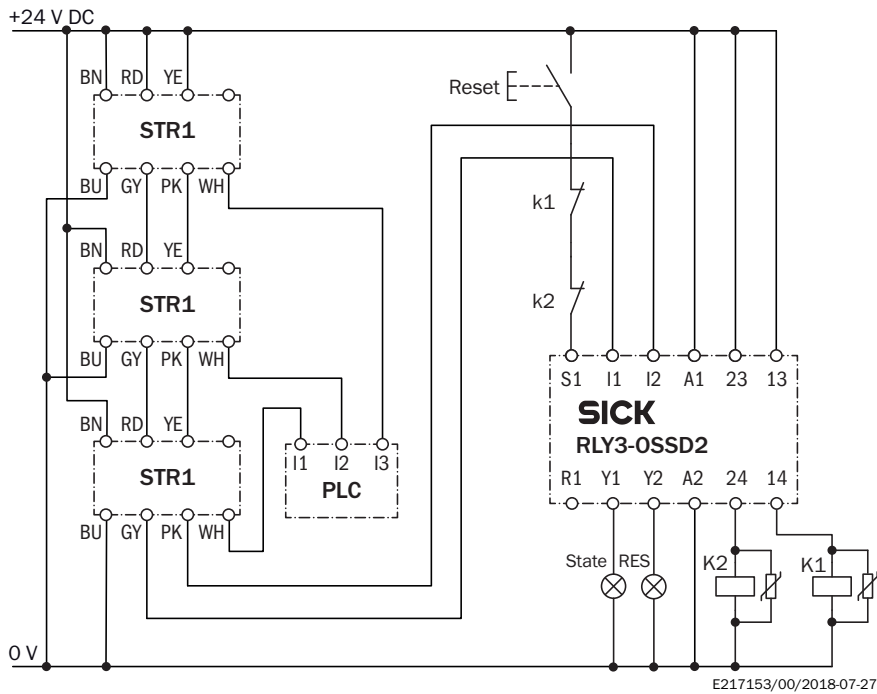 +24 V DC
BN RD YE
STR1
BU GY PK WH
BN RD YE
STR1
BU GY PK WH
BN RD YE
STR1
BU GY PK WH
I1 I2 I3
PLC
Reset
k1
k2
S1 I1 I2 A1 23 13
SICK
RLY3-OSSD2
R1 Y1 Y2 A2 24 14
State RES
K2
K1
0 V
E217153/00/2018-07-27